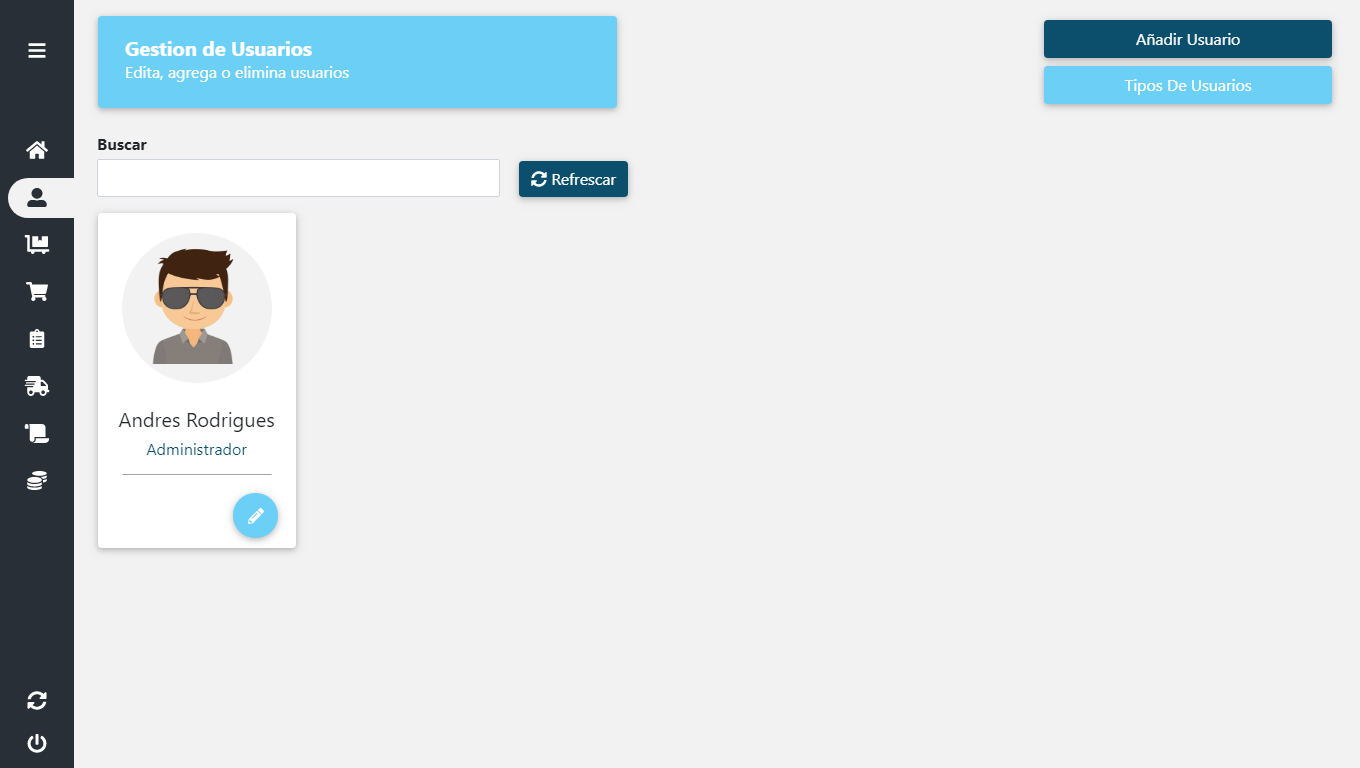 Gestion de Usuarios
Edita, agrega o elimina usuarios
Añadir Usuario
Tipos De Usuarios
Buscar
Refrescar
Andres Rodrigues
Administrador